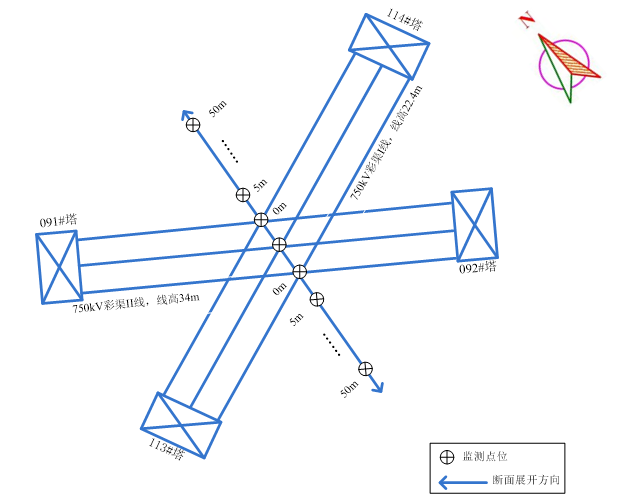 114#塔
N
50m
……
5m
0m
750kV彩渠I线，线高22.4m
091#塔
092#塔
750kV彩渠II线，线高34m
0m
5m
……
50m
113#塔
监测点位
断面展开方向